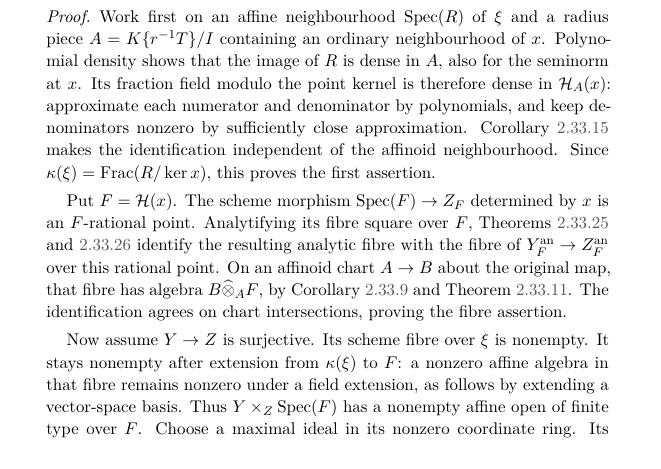 Proof. Work first on an affine neighbourhood Spec(R) of ξ and a radius
piece A = K{r⁻¹T}/I containing an ordinary neighbourhood of x. Polyno-
mial density shows that the image of R is dense in A, also for the seminorm
at x. Its fraction field modulo the point kernel is therefore dense in ℋ_A(x):
approximate each numerator and denominator by polynomials, and keep de-
nominators nonzero by sufficiently close approximation. Corollary 2.33.15
makes the identification independent of the affinoid neighbourhood. Since
κ(ξ) = Frac(R/ ker x), this proves the first assertion.
Put F = ℋ(x). The scheme morphism Spec(F) → Z_F determined by x is
an F-rational point. Analytifying its fibre square over F, Theorems 2.33.25
and 2.33.26 identify the resulting analytic fibre with the fibre of Y_F^an → Z_F^an
over this rational point. On an affinoid chart A → B about the original map,
that fibre has algebra B⊗̂_A F, by Corollary 2.33.9 and Theorem 2.33.11. The
identification agrees on chart intersections, proving the fibre assertion.
Now assume Y → Z is surjective. Its scheme fibre over ξ is nonempty. It
stays nonempty after extension from κ(ξ) to F: a nonzero affine algebra in
that fibre remains nonzero under a field extension, as follows by extending a
vector-space basis. Thus Y ×_Z Spec(F) has a nonempty affine open of finite
type over F. Choose a maximal ideal in its nonzero coordinate ring. Its